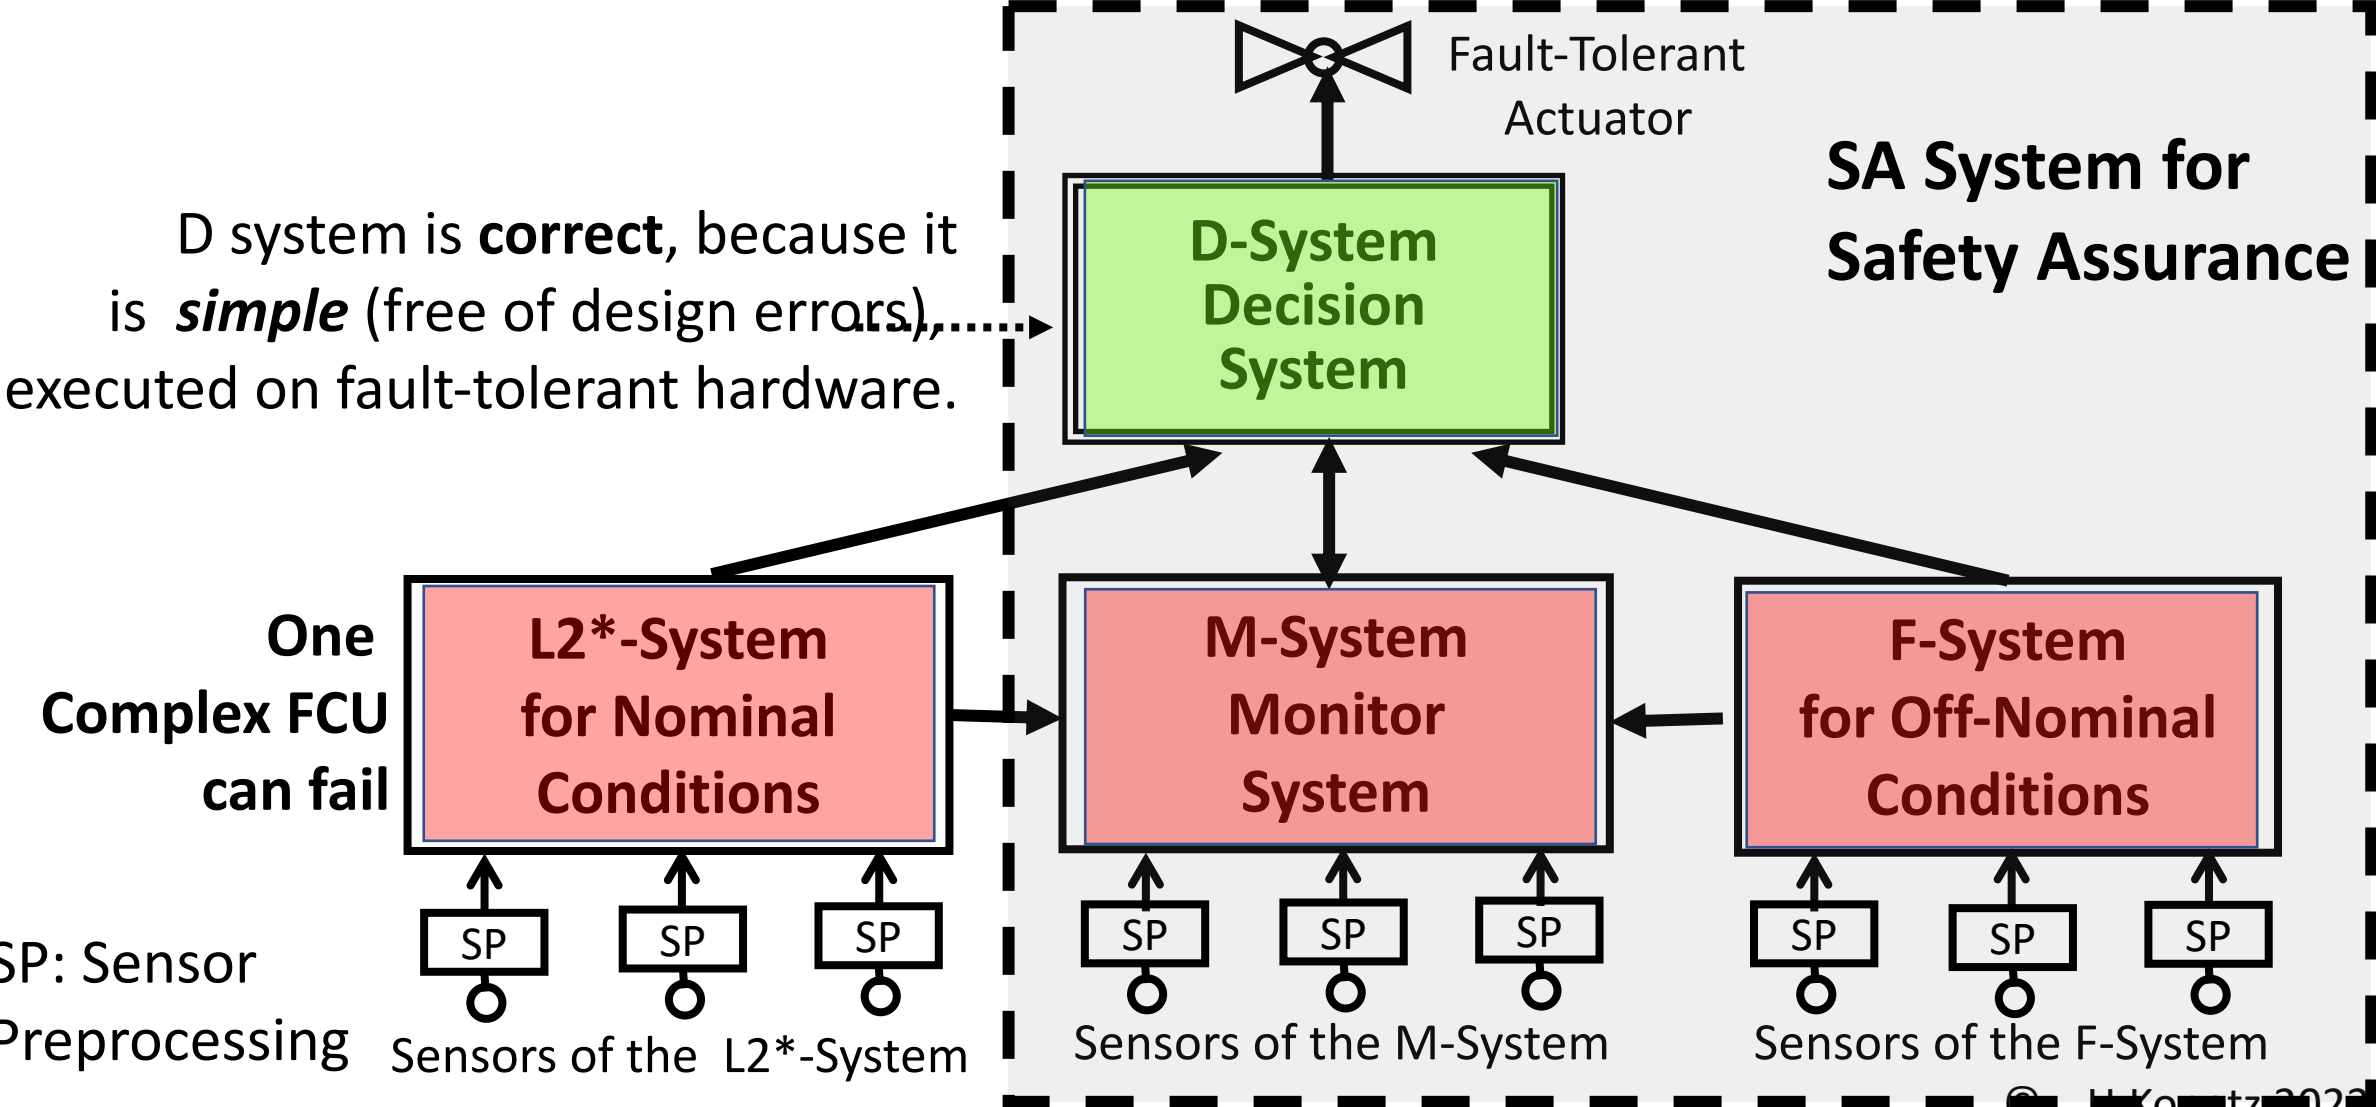 Fault-Tolerant
Actuator
SA System for
Safety Assurance
D system is correct, because it
is simple (free of design errors),
executed on fault-tolerant hardware.
D-System
Decision
System
One
Complex FCU
can fail
L2*-System
for Nominal
Conditions
M-System
Monitor
System
F-System
for Off-Nominal
Conditions
SP SP SP SP SP SP SP SP SP
SP: Sensor
Preprocessing
Sensors of the L2*-System
Sensors of the M-System
Sensors of the F-System